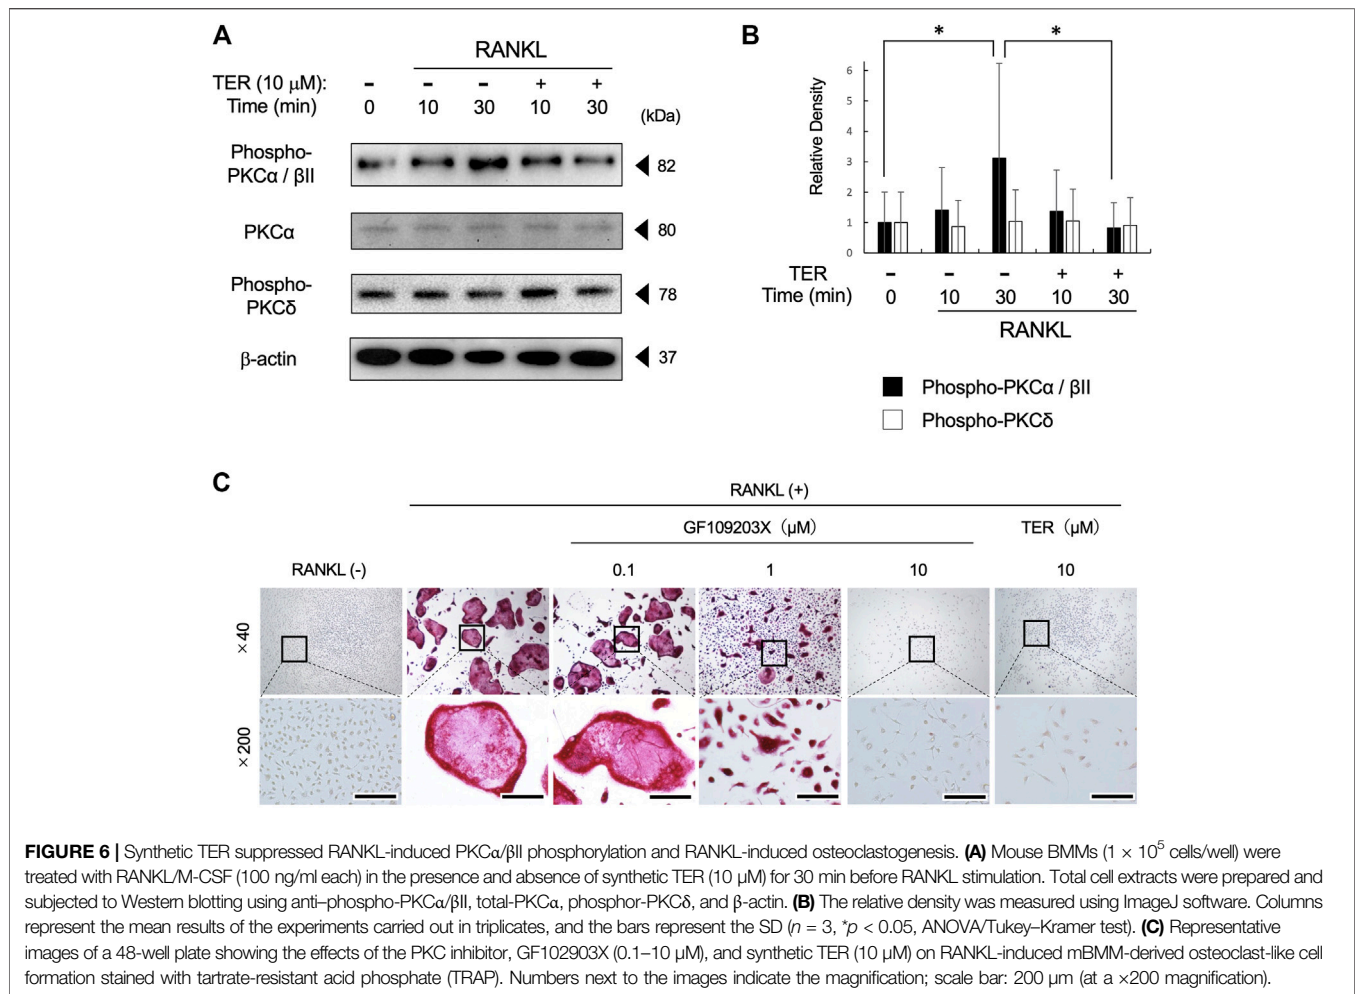 A
RANKL
TER (10 μM): - - - + +
Time (min) 0 10 30 10 30 (kDa)
Phospho-
PKCα / βII 82
PKCα 80
Phospho-
PKCδ 78
β-actin 37
B
* *
Relative Density
6
5
4
3
2
1
0
TER - - - + +
Time (min) 0 10 30 10 30
RANKL
Phospho-PKCα / βII
Phospho-PKCδ
C
RANKL (+)
GF109203X (μM) TER (μM)
RANKL (-) 0.1 1 10 10
×40
×200
FIGURE 6 | Synthetic TER suppressed RANKL-induced PKCα/βII phosphorylation and RANKL-induced osteoclastogenesis. (A) Mouse BMMs (1 × 10⁵ cells/well) were
treated with RANKL/M-CSF (100 ng/ml each) in the presence and absence of synthetic TER (10 μM) for 30 min before RANKL stimulation. Total cell extracts were prepared and
subjected to Western blotting using anti–phospho-PKCα/βII, total-PKCα, phosphor-PKCδ, and β-actin. (B) The relative density was measured using ImageJ software. Columns
represent the mean results of the experiments carried out in triplicates, and the bars represent the SD (n = 3, *p < 0.05, ANOVA/Tukey–Kramer test). (C) Representative
images of a 48-well plate showing the effects of the PKC inhibitor, GF102903X (0.1–10 μM), and synthetic TER (10 μM) on RANKL-induced mBMM-derived osteoclast-like cell
formation stained with tartrate-resistant acid phosphate (TRAP). Numbers next to the images indicate the magnification; scale bar: 200 μm (at a ×200 magnification).